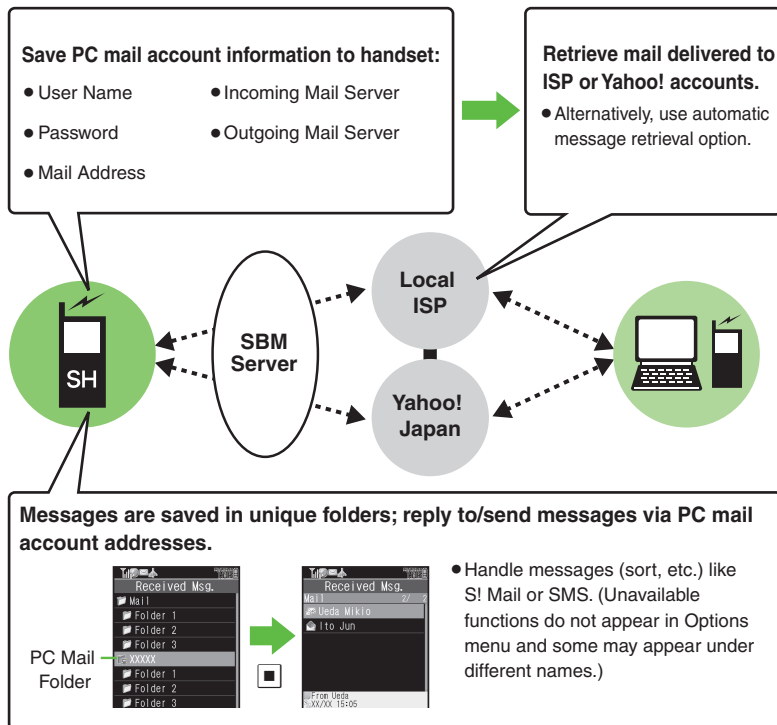 Save PC mail account information to handset:
● User Name
● Incoming Mail Server
● Password
● Outgoing Mail Server
● Mail Address
Retrieve mail delivered to
ISP or Yahoo! accounts.
● Alternatively, use automatic
message retrieval option.
SH
SBM
Server
Local
ISP
Yahoo!
Japan
Messages are saved in unique folders; reply to/send messages via PC mail
account addresses.
PC Mail
Folder
Received Msg.
Mail
Folder 1
Folder 2
Folder 3
XXXXX
Folder 1
Folder 2
Folder 3
Received Msg.
Mail 2/ 2
Ueda Mikio
Ito Jun
From Ueda
XX/XX 15:05
● Handle messages (sort, etc.) like
S! Mail or SMS. (Unavailable
functions do not appear in Options
menu and some may appear under
different names.)